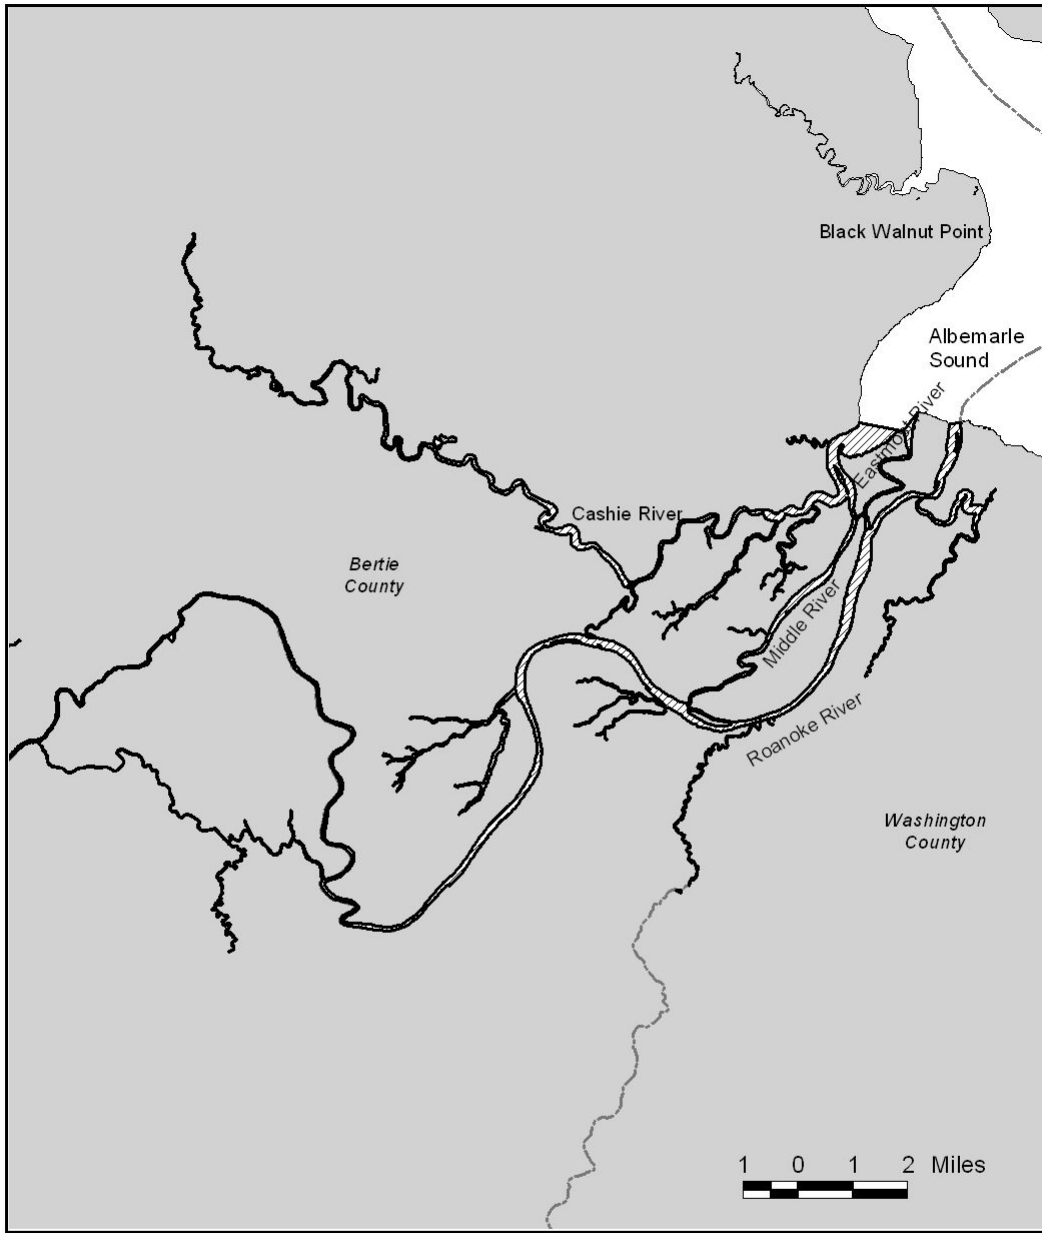 Black Walnut Point
Albemarle
Sound
Eastmost River
Cashie River
Bertie
County
Middle River
Roanoke River
Washington
County
1 0 1 2 Miles